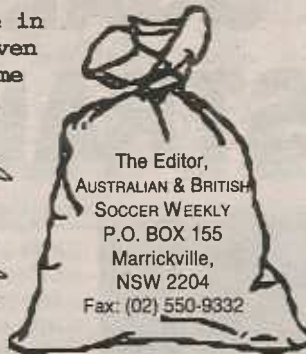 in
ven
me
The Editor,
AUSTRALIAN & BRITISH
SOCCER WEEKLY
P.O. BOX 155
Marrickville,
NSW 2204
Fax: (02) 550-9332